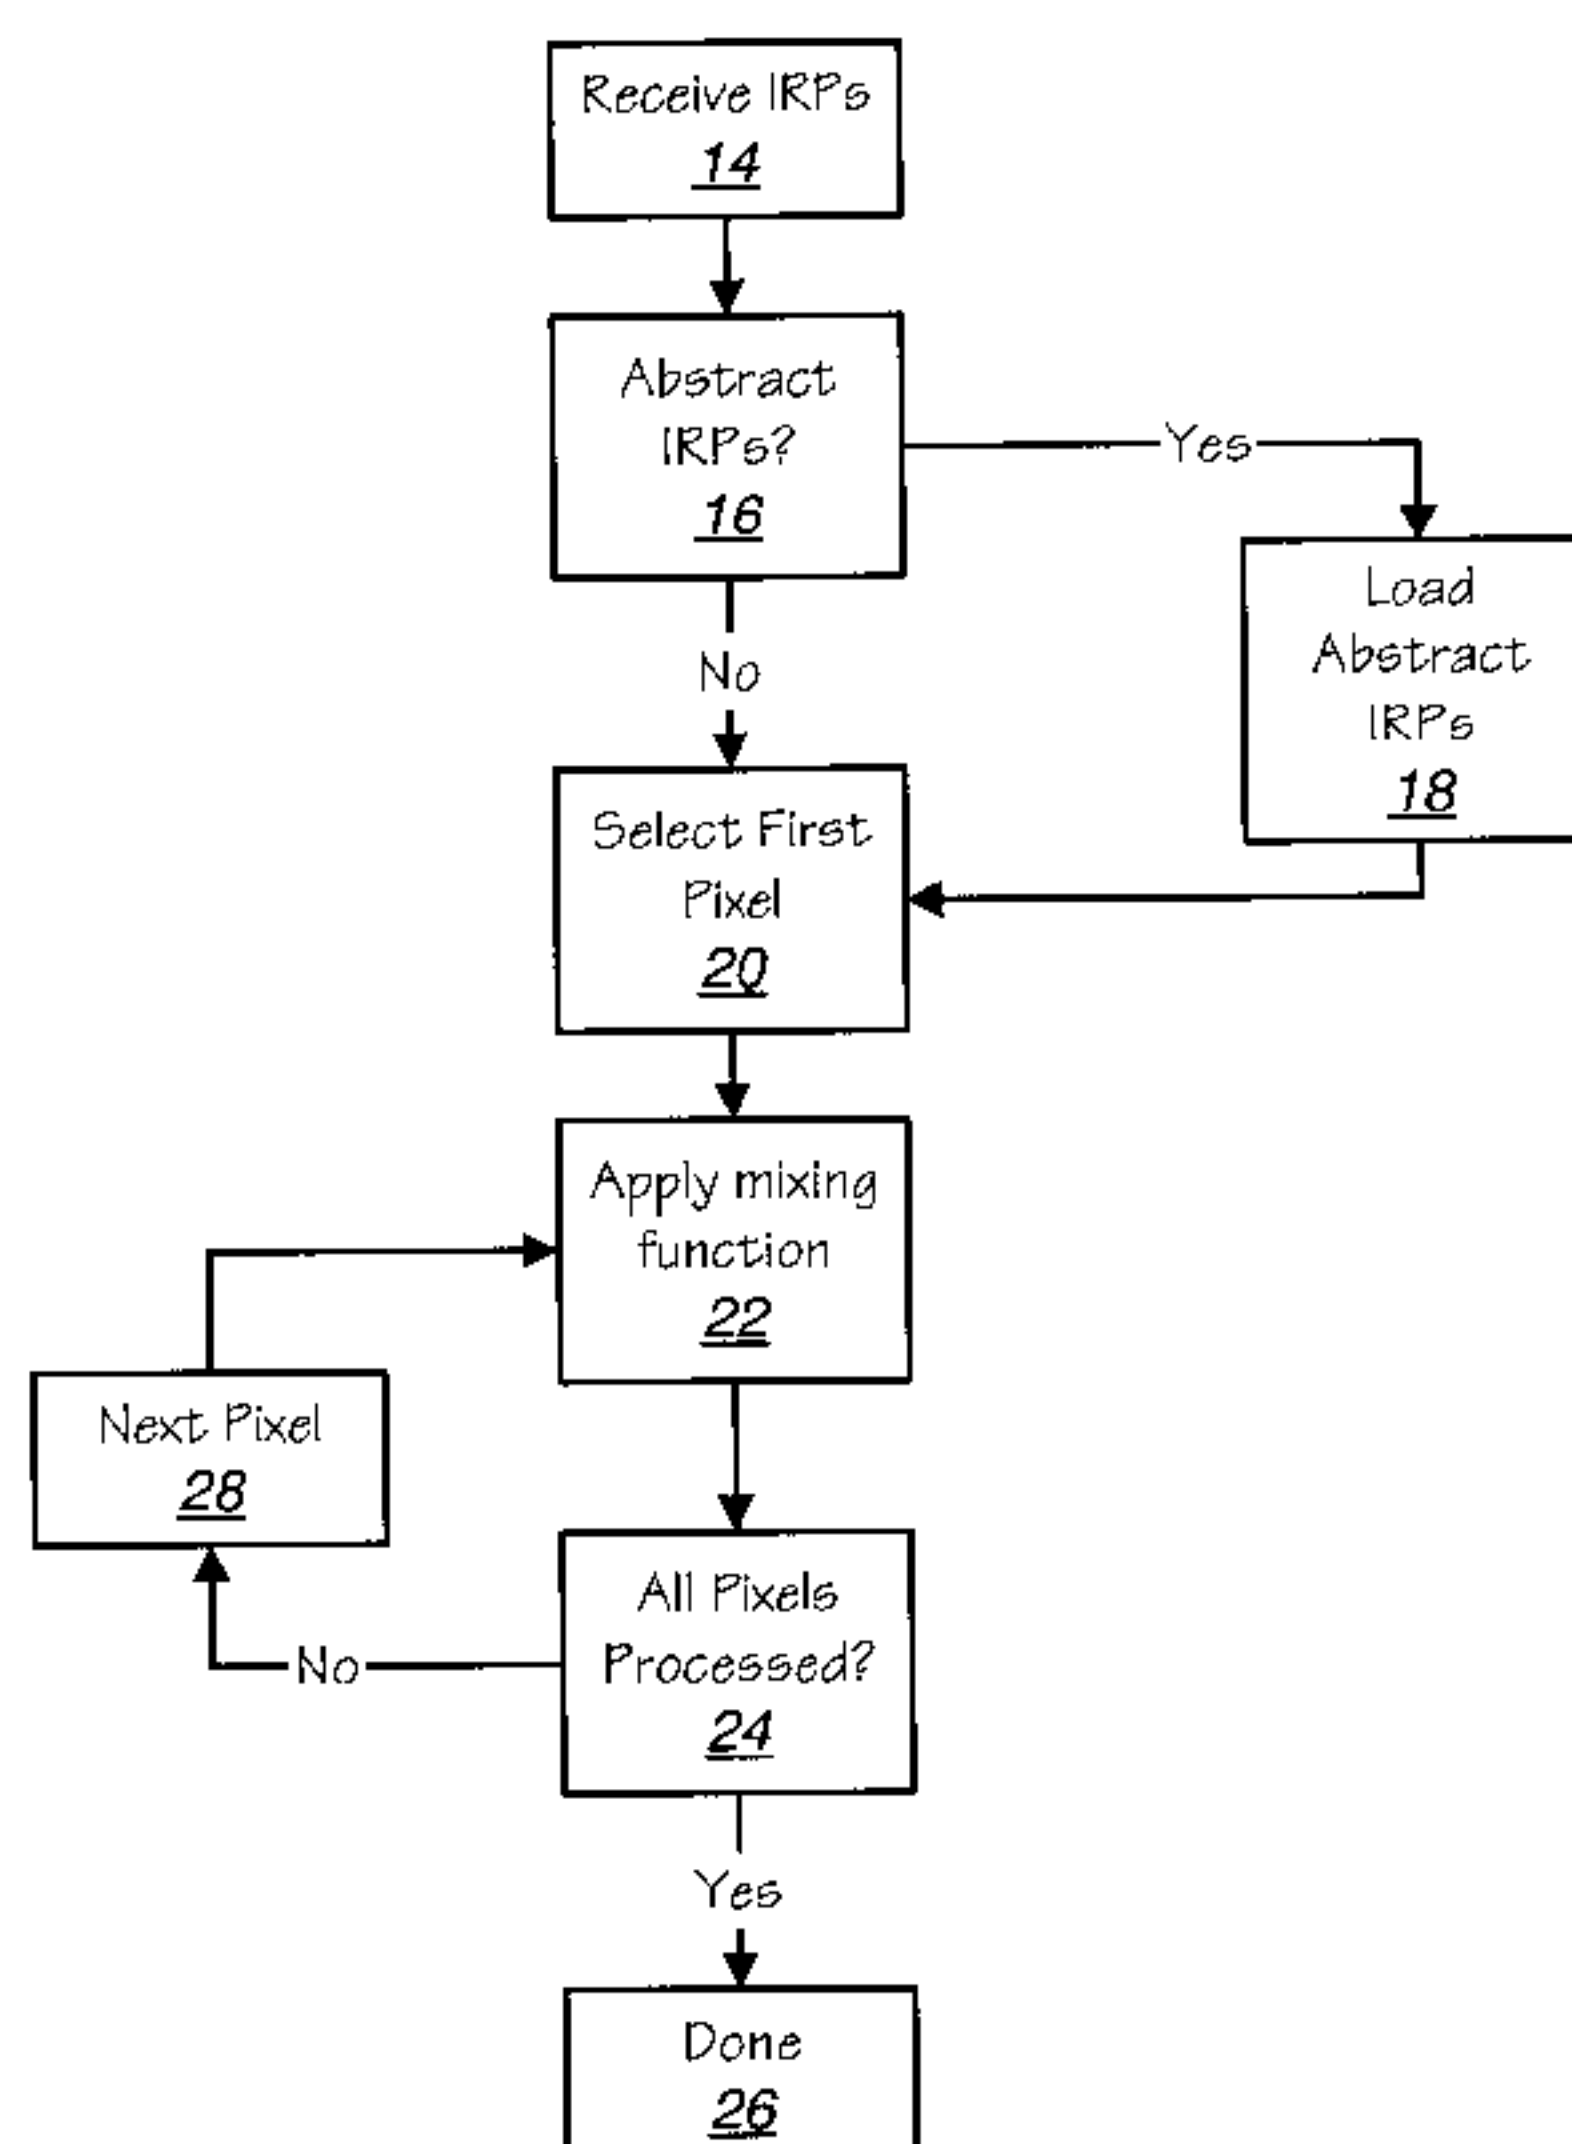 Receive IRPs
14
Abstract
IRPs?
16
Yes
Load
Abstract
IRPs
18
No
Select First
Pixel
20
Apply mixing
function
22
Next Pixel
28
All Pixels
Processed?
24
No
Yes
Done
26